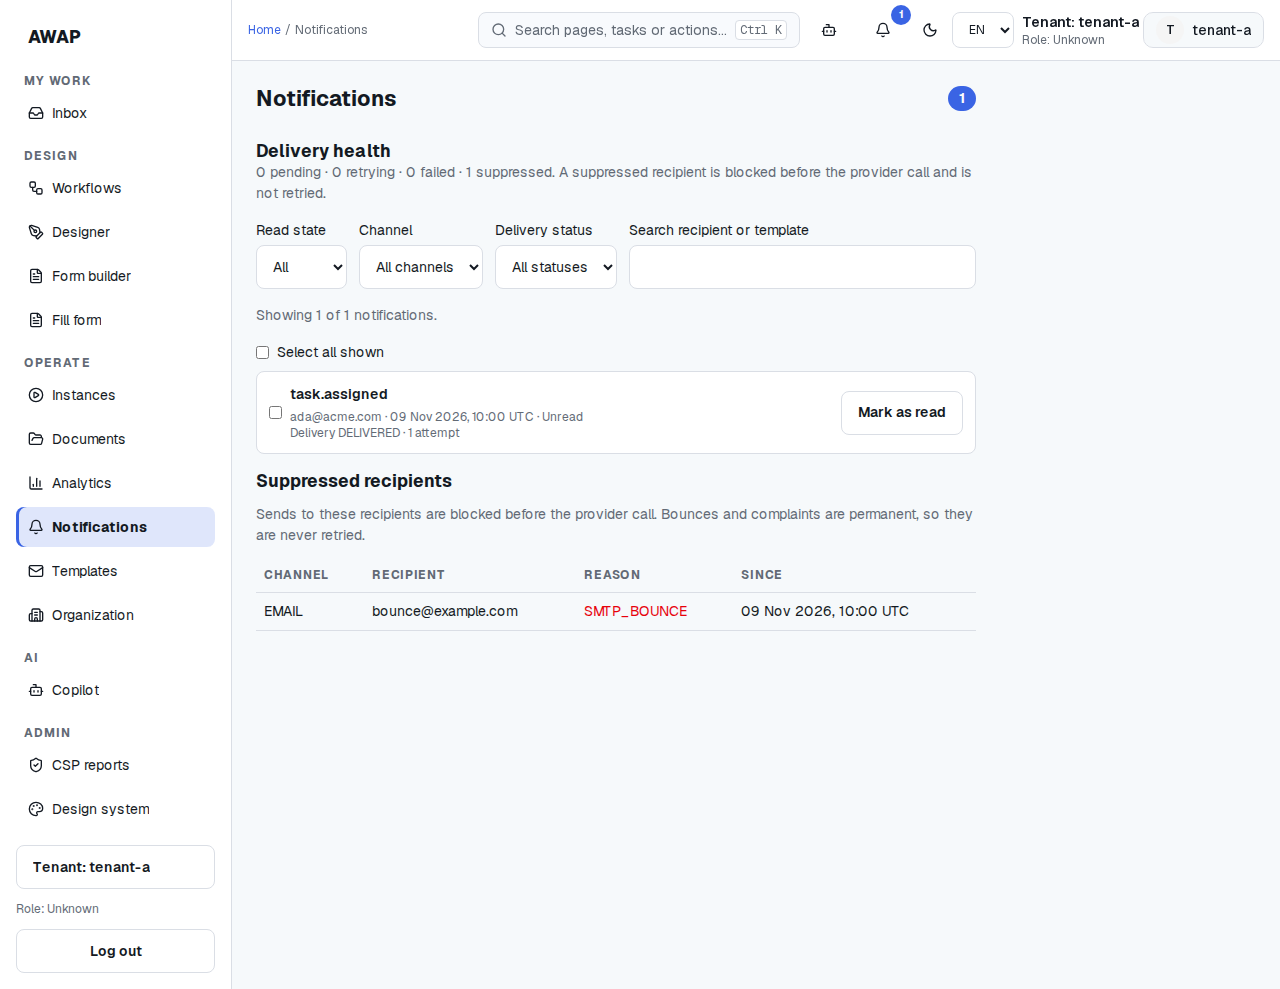 AWAP
MY WORK
Inbox
DESIGN
Workflows
Designer
Form builder
Fill form
OPERATE
Instances
Documents
Analytics
Notifications
Templates
Organization
AI
Copilot
ADMIN
CSP reports
Design system
Tenant: tenant-a
Role: Unknown
Log out
Home / Notifications
Search pages, tasks or actions...
Ctrl K
1
EN
Tenant: tenant-a
Role: Unknown
T
tenant-a
Notifications
1
Delivery health
0 pending · 0 retrying · 0 failed · 1 suppressed. A suppressed recipient is blocked before the provider call and is
not retried.
Read state
Channel
Delivery status
Search recipient or template
All
All channels
All statuses
Showing 1 of 1 notifications.
Select all shown
task.assigned
ada@acme.com · 09 Nov 2026, 10:00 UTC · Unread
Delivery DELIVERED · 1 attempt
Mark as read
Suppressed recipients
Sends to these recipients are blocked before the provider call. Bounces and complaints are permanent, so they
are never retried.
CHANNEL RECIPIENT REASON SINCE
EMAIL bounce@example.com SMTP_BOUNCE 09 Nov 2026, 10:00 UTC